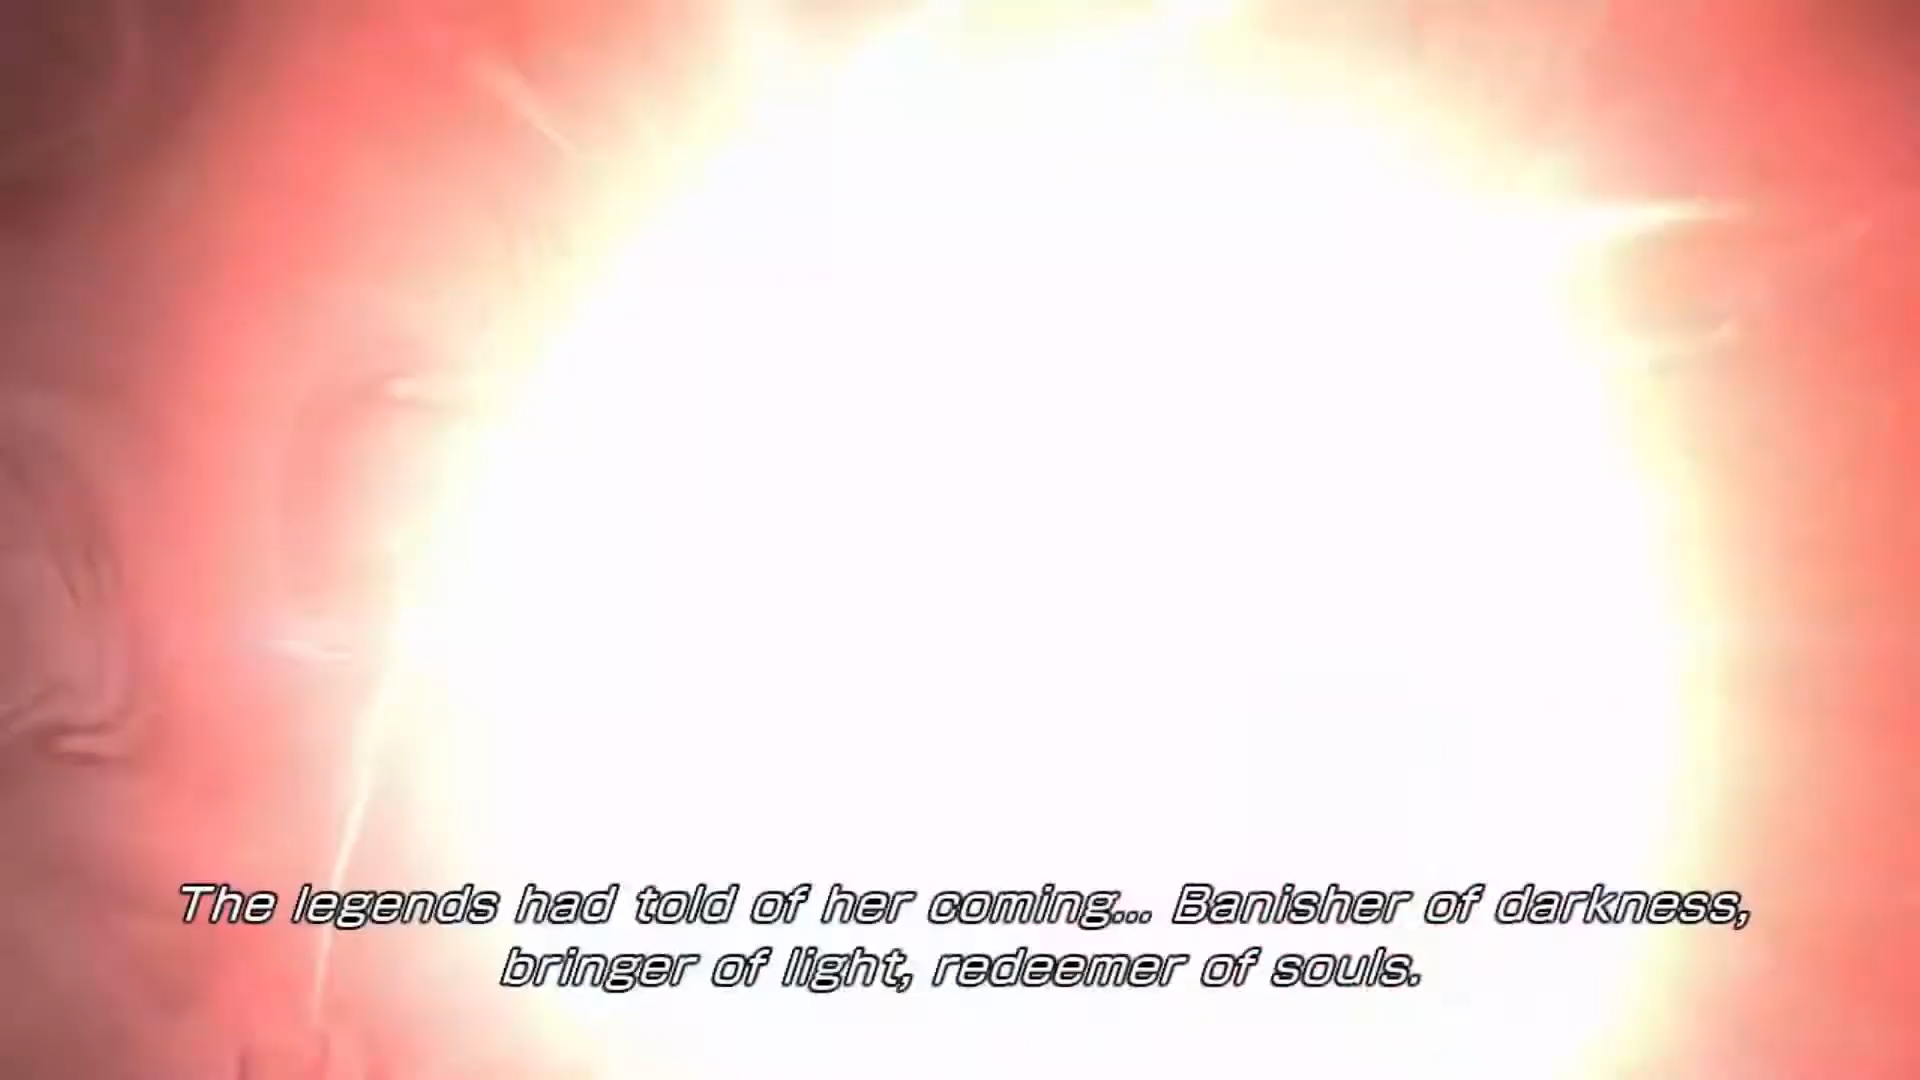 The legends had told of her coming... Banisher of darkness,
bringer of light, redeemer of souls.